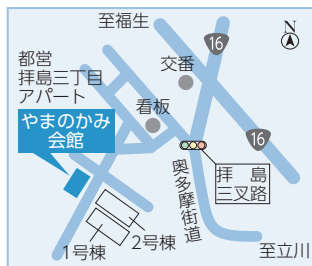 至福生
16
N
都営
拝島三丁目
アパート
交番
看板
やまのかみ
会館
16
奥多摩街道
拝島
三叉路
2号棟
1号棟
至立川